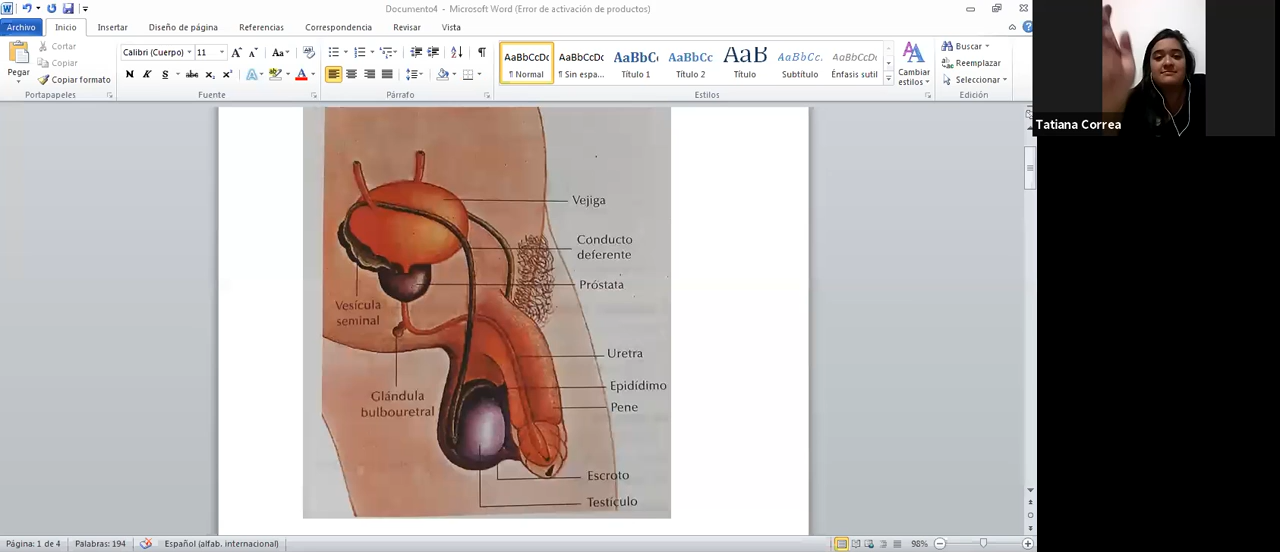 Documento4 - Microsoft Word (Error de activación de productos)
Archivo Inicio Insertar Diseño de página Referencias Correspondencia Revisar Vista
Pegar
Cortar
Copiar
Copiar formato
Portapapeles
Calibri (Cuerpo) 11
Fuente
Párrafo
AaBbCcDc AaBbCcDc AaBbC AaBbCc AaB AaBbCc. AaBbCcDc
¶ Normal ¶ Sin espa... Título 1 Título 2 Título Subtítulo Énfasis sutil
Cambiar
estilos
Estilos
Buscar
Reemplazar
Seleccionar
Edición
Tatiana Correa
Vejiga
Conducto
deferente
Próstata
Vesícula
seminal
Uretra
Epidídimo
Glándula
bulbouretral
Pene
Escroto
Testículo
Página: 1 de 4 Palabras: 194 Español (alfab. internacional) 98%